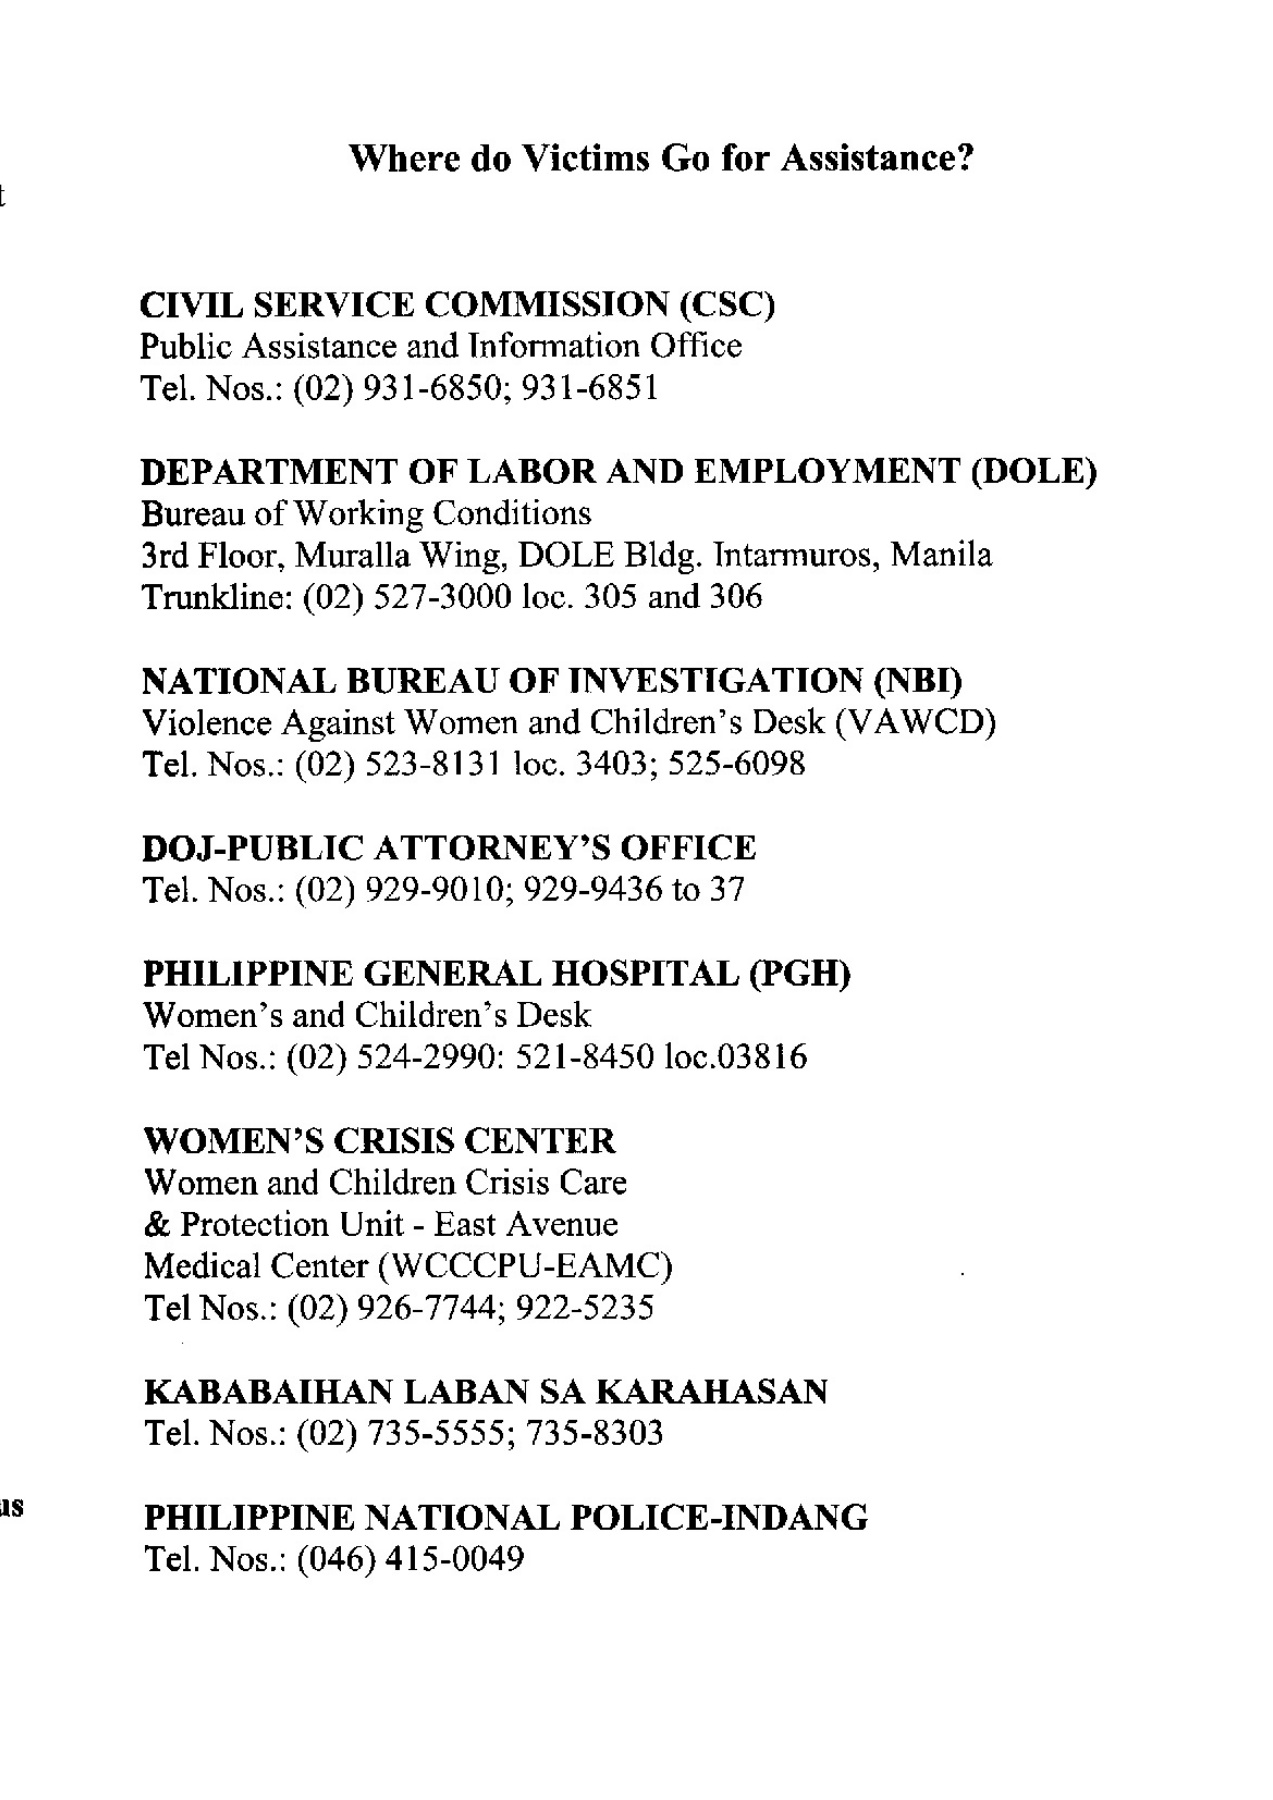 Where do Victims Go for Assistance?
t
CIVIL SERVICE COMMISSION (CSC)
Public Assistance and Information Office
Tel. Nos.: (02) 931-6850; 931-6851
DEPARTMENT OF LABOR AND EMPLOYMENT (DOLE)
Bureau of Working Conditions
3rd Floor, Muralla Wing, DOLE Bldg. Intarmuros, Manila
Trunkline: (02) 527-3000 loc. 305 and 306
NATIONAL BUREAU OF INVESTIGATION (NBI)
Violence Against Women and Children's Desk (VAWCD)
Tel. Nos.: (02) 523-8131 loc. 3403; 525-6098
DOJ-PUBLIC ATTORNEY'S OFFICE
Tel. Nos.: (02) 929-9010; 929-9436 to 37
PHILIPPINE GENERAL HOSPITAL (PGH)
Women's and Children's Desk
Tel Nos.: (02) 524-2990: 521-8450 loc.03816
WOMEN'S CRISIS CENTER
Women and Children Crisis Care
& Protection Unit - East Avenue
Medical Center (WCCCPU-EAMC)
Tel Nos.: (02) 926-7744; 922-5235
KABABAIHAN LABAN SA KARAHASAN
Tel. Nos.: (02) 735-5555; 735-8303
us
PHILIPPINE NATIONAL POLICE-INDANG
Tel. Nos.: (046) 415-0049